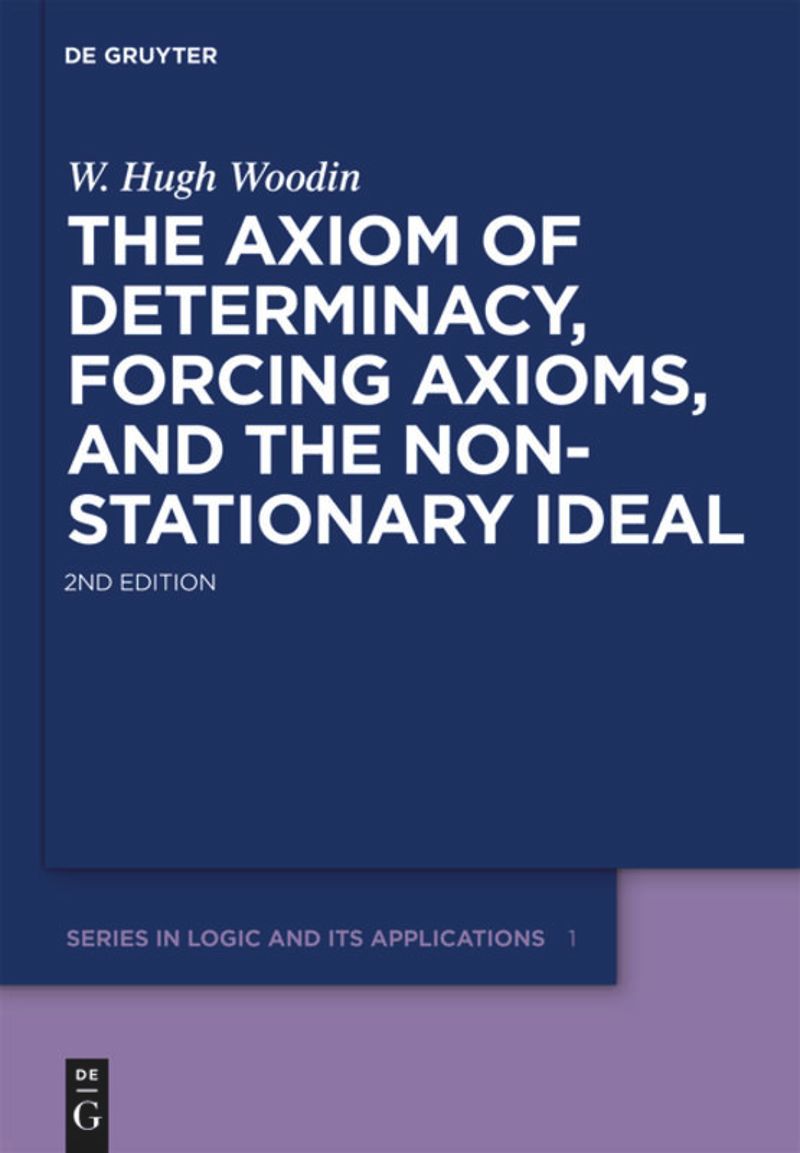 DE GRUYTER
W. Hugh Woodin
THE AXIOM OF
DETERMINACY,
FORCING AXIOMS,
AND THE NON-
STATIONARY IDEAL
2ND EDITION
SERIES IN LOGIC AND ITS APPLICATIONS 1
DE
G